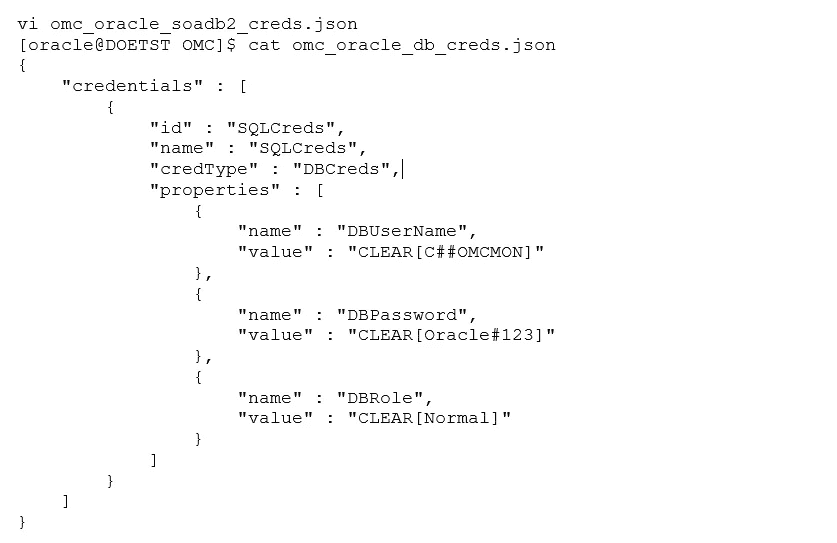 vi omc_oracle_soadb2_creds.json
[oracle@DOETST OMC]$ cat omc_oracle_db_creds.json
{
    "credentials" : [
        {
            "id" : "SQLCreds",
            "name" : "SQLCreds",
            "credType" : "DBCreds",
            "properties" : [
                {
                    "name" : "DBUserName",
                    "value" : "CLEAR[C##OMCMON]"
                },
                {
                    "name" : "DBPassword",
                    "value" : "CLEAR[Oracle#123]"
                },
                {
                    "name" : "DBRole",
                    "value" : "CLEAR[Normal]"
                }
            ]
        }
    ]
}